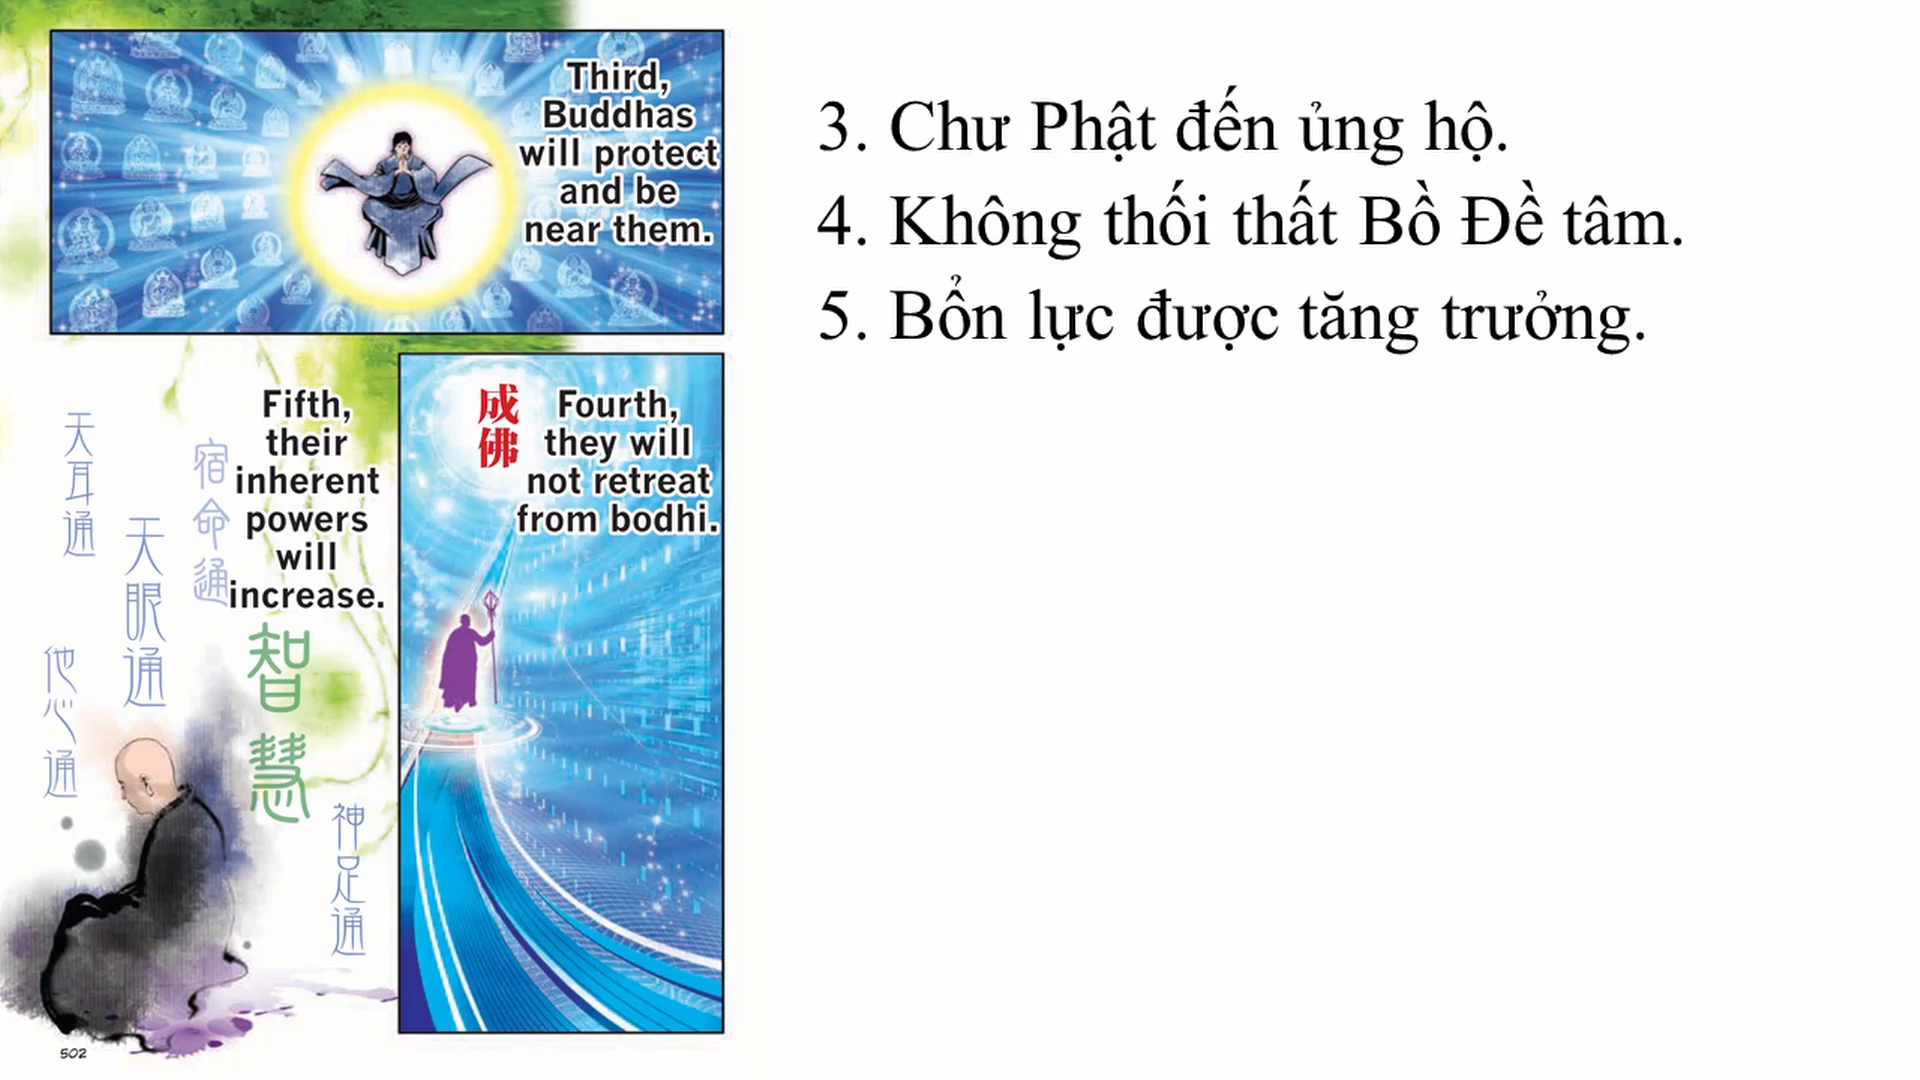 Third,
Buddhas
will protect
and be
near them.
成佛
Fourth,
they will
not retreat
from bodhi.
Fifth,
their
inherent
powers
will
increase.
天耳通
宿命通
天眼通
他心通
智慧
神足通
502
3. Chư Phật đến ủng hộ.
4. Không thối thất Bồ Đề tâm.
5. Bổn lực được tăng trưởng.